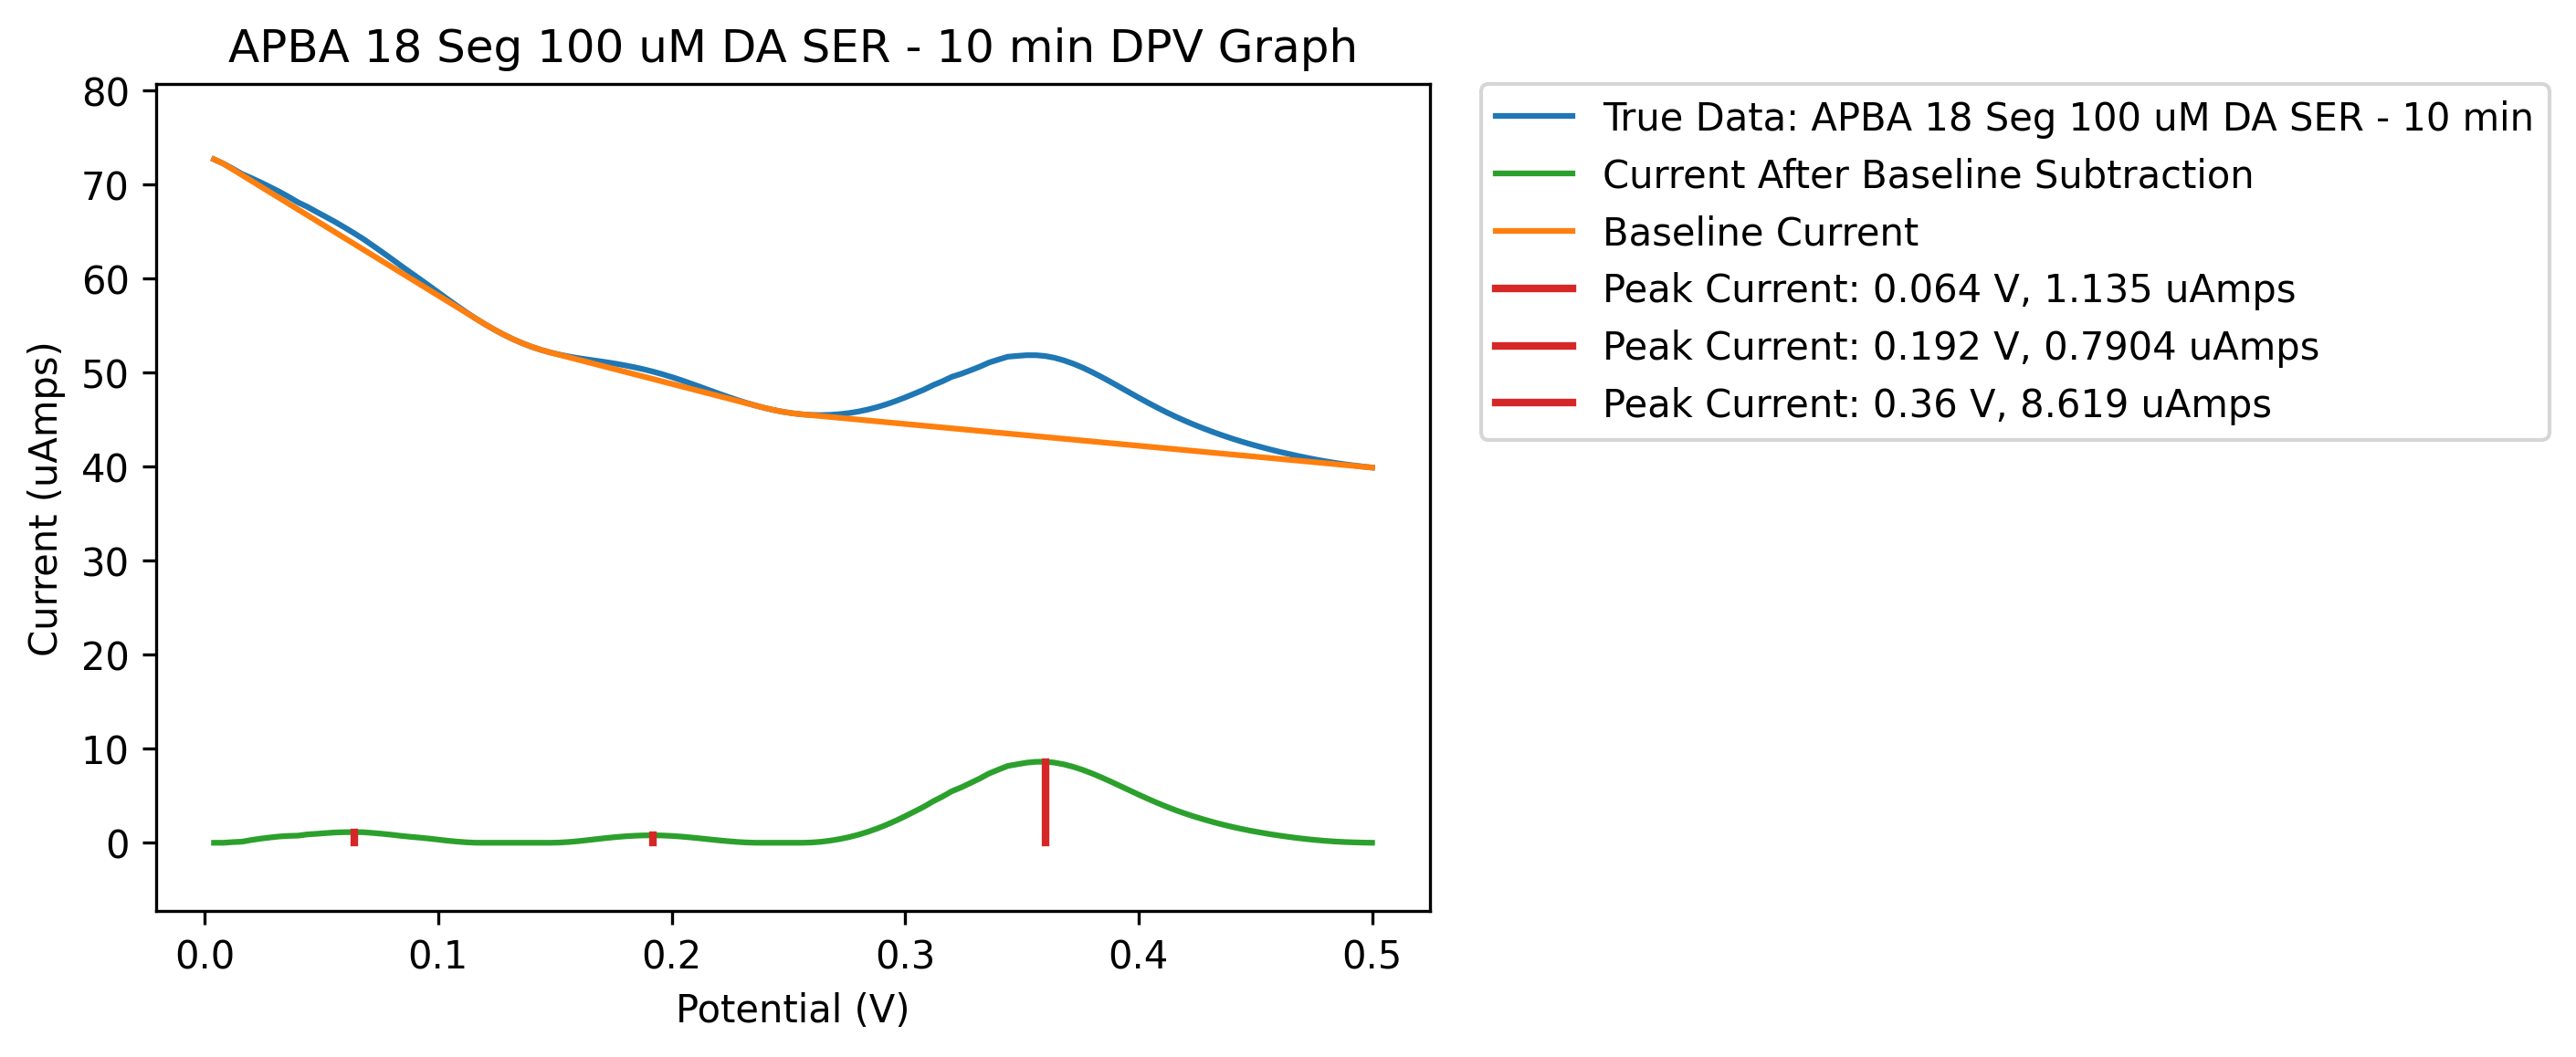 APBA 18 Seg 100 uM DA SER - 10 min DPV Graph
80
70
60
50
40
30
20
10
0
Current (uAmps)
0.0 0.1 0.2 0.3 0.4 0.5
Potential (V)
True Data: APBA 18 Seg 100 uM DA SER - 10 min
Current After Baseline Subtraction
Baseline Current
Peak Current: 0.064 V, 1.135 uAmps
Peak Current: 0.192 V, 0.7904 uAmps
Peak Current: 0.36 V, 8.619 uAmps